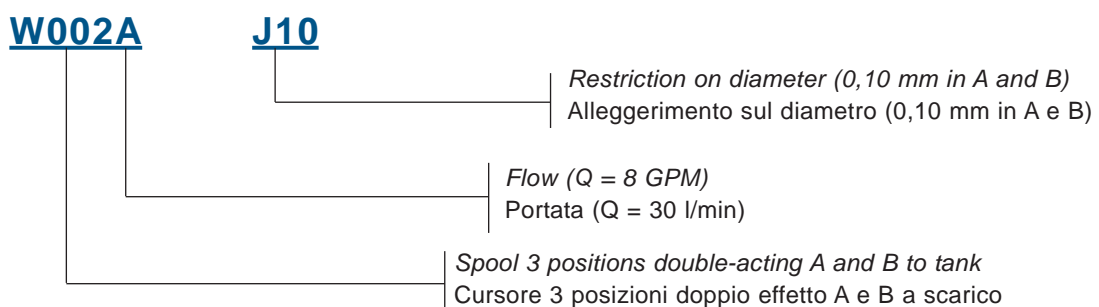 W002A J10
Restriction on diameter (0,10 mm in A and B)
Alleggerimento sul diametro (0,10 mm in A e B)
Flow (Q = 8 GPM)
Portata (Q = 30 l/min)
Spool 3 positions double-acting A and B to tank
Cursore 3 posizioni doppio effetto A e B a scarico